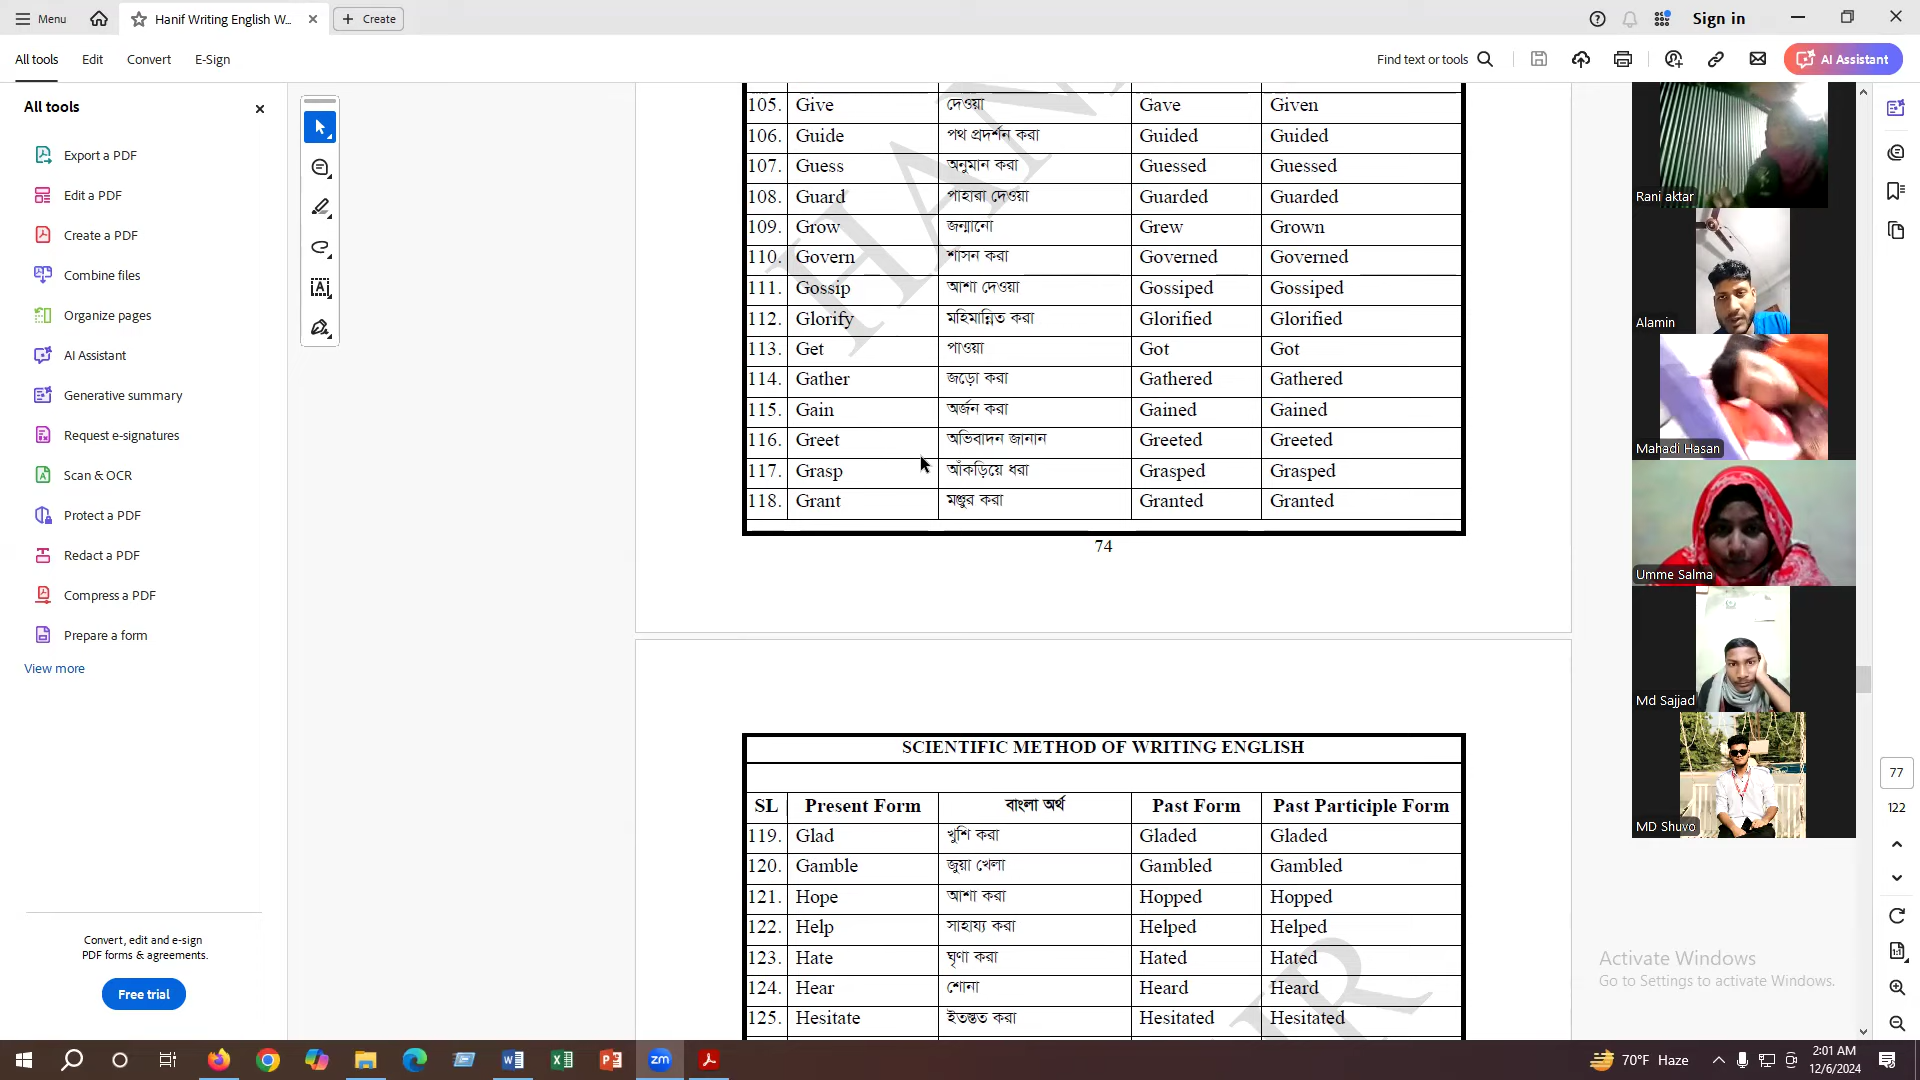 Menu
Hanif Writing English W...
Create
Sign in
All tools
Edit
Convert
E-Sign
Find text or tools
AI Assistant
All tools
Export a PDF
Edit a PDF
Create a PDF
Combine files
Organize pages
AI Assistant
Generative summary
Request e-signatures
Scan & OCR
Protect a PDF
Redact a PDF
Compress a PDF
Prepare a form
View more
Convert, edit and e-sign
PDF forms & agreements.
Free trial
105. Give দেওয়া Gave Given
106. Guide পথ প্রদর্শন করা Guided Guided
107. Guess অনুমান করা Guessed Guessed
108. Guard পাহারা দেওয়া Guarded Guarded
109. Grow জন্মানো Grew Grown
110. Govern শাসন করা Governed Governed
111. Gossip আশা দেওয়া Gossiped Gossiped
112. Glorify মহিমান্নিত করা Glorified Glorified
113. Get পাওয়া Got Got
114. Gather জড়ো করা Gathered Gathered
115. Gain অর্জন করা Gained Gained
116. Greet অভিবাদন জানান Greeted Greeted
117. Grasp আঁকড়িয়ে ধরা Grasped Grasped
118. Grant মঞ্জুর করা Granted Granted
74
SCIENTIFIC METHOD OF WRITING ENGLISH
SL Present Form বাংলা অর্থ Past Form Past Participle Form
119. Glad খুশি করা Gladed Gladed
120. Gamble জুয়া খেলা Gambled Gambled
121. Hope আশা করা Hopped Hopped
122. Help সাহায্য করা Helped Helped
123. Hate ঘৃণা করা Hated Hated
124. Hear শোনা Heard Heard
125. Hesitate ইতস্তত করা Hesitated Hesitated
Rani aktar
Alamin
Mahadi Hasan
Umme Salma
Md Sajjad
MD Shuvo
77
122
Activate Windows
Go to Settings to activate Windows.
70°F Haze
2:01 AM
12/6/2024